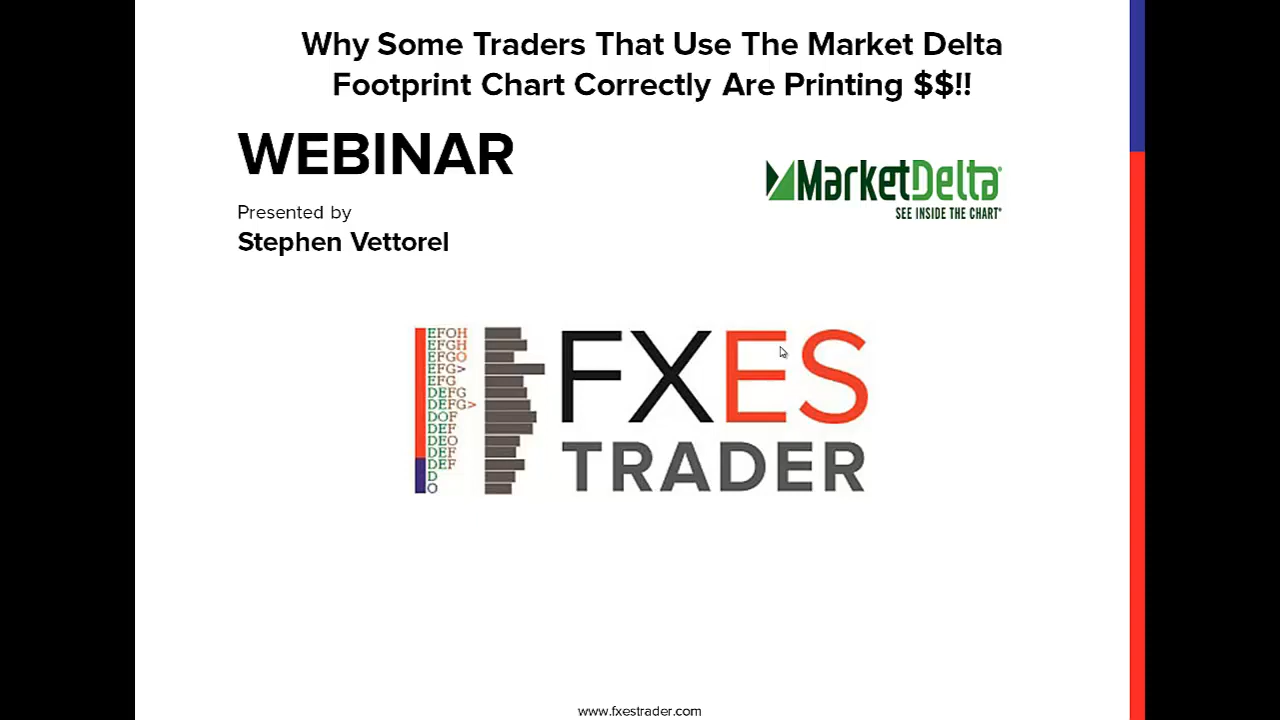 Why Some Traders That Use The Market Delta
Footprint Chart Correctly Are Printing $$!!
WEBINAR
Presented by
Stephen Vettorel
MarketDelta®
SEE INSIDE THE CHART®
EFOH
EFGH
EFGO
EFG>
EFG
DEFG
DEFG>
DOF
DEF
DEO
DEF
DEF
D
O
FXES
TRADER
www.fxestrader.com